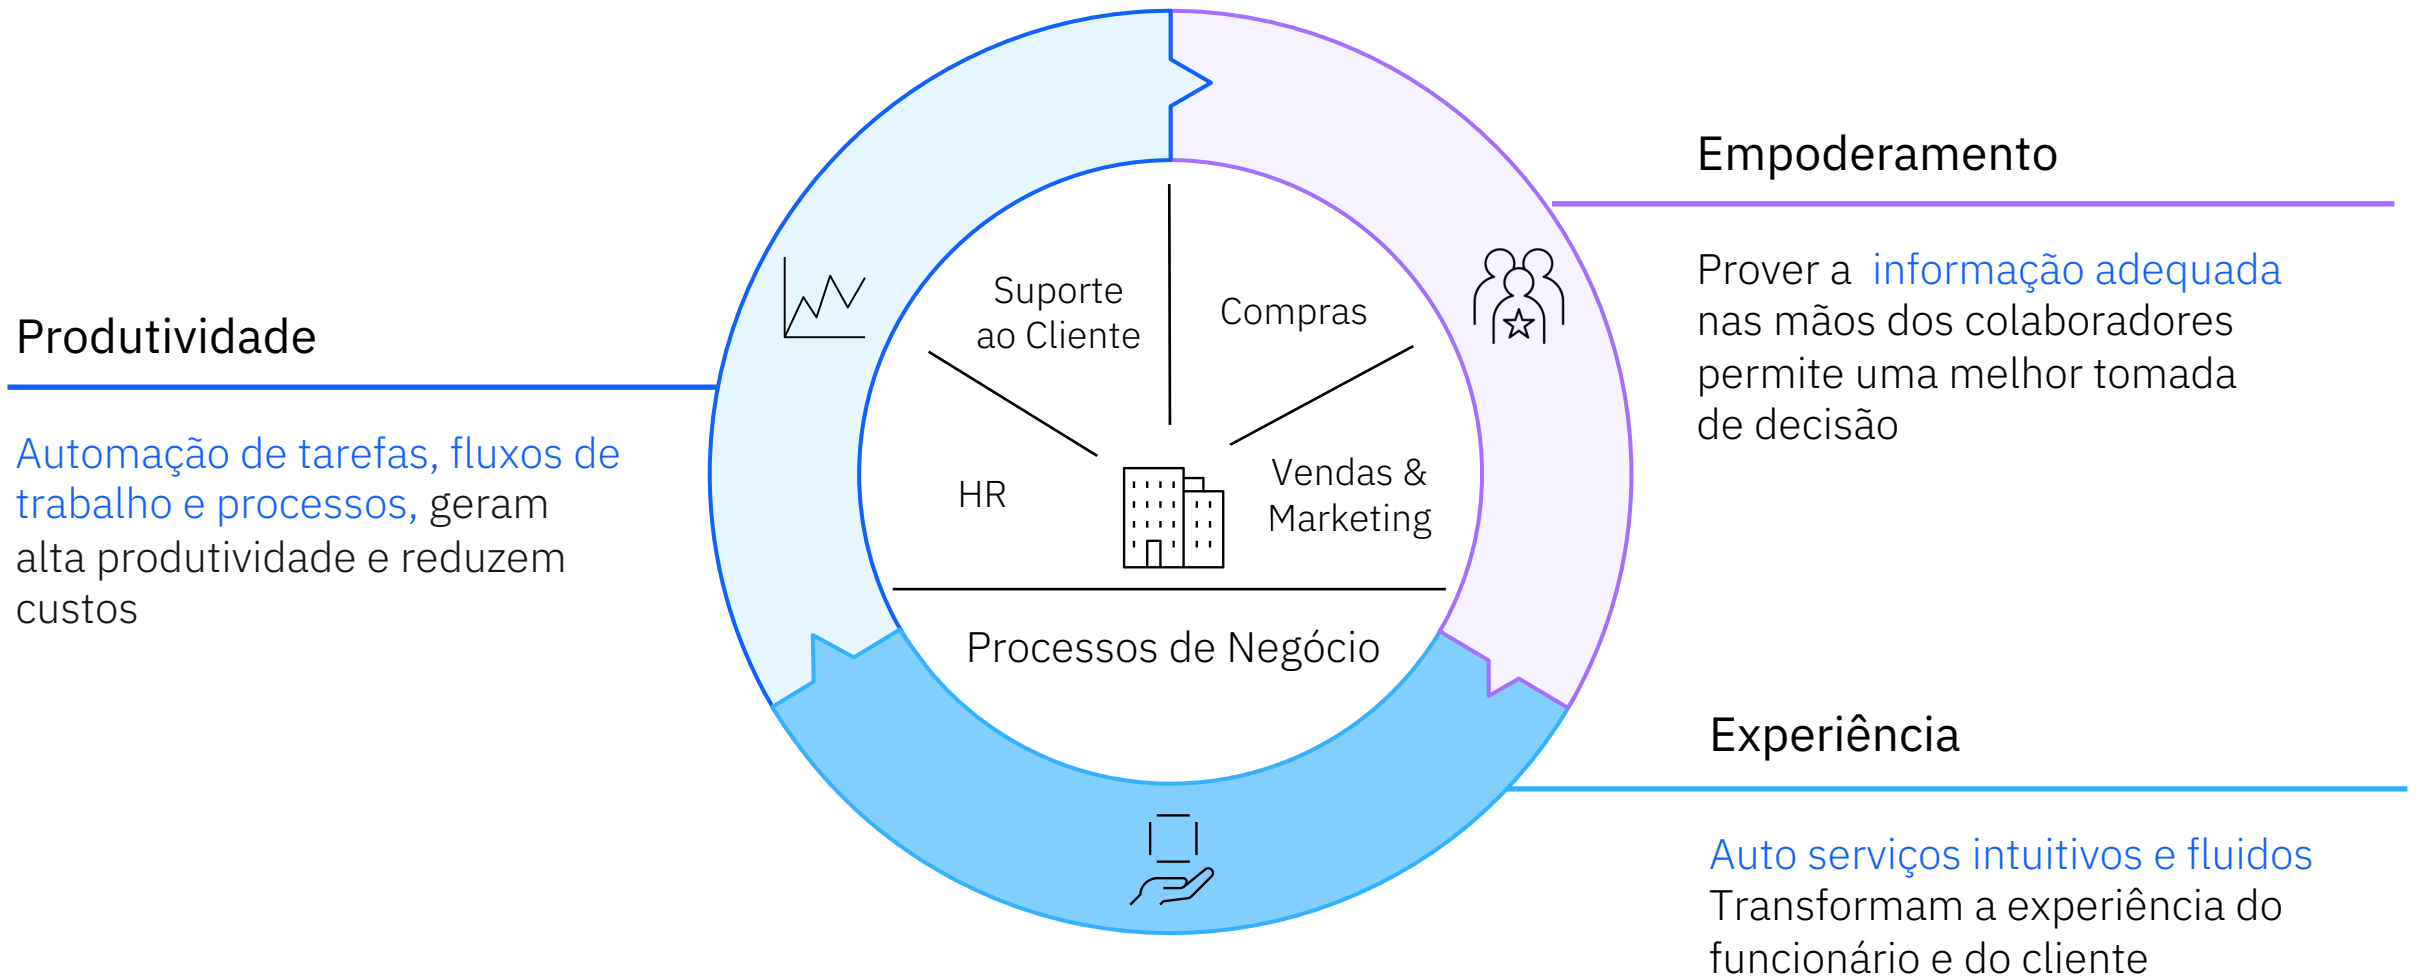 Produtividade
Automação de tarefas, fluxos de
trabalho e processos, geram
alta produtividade e reduzem
custos
Suporte
ao Cliente
Compras
HR
Vendas &
Marketing
Processos de Negócio
Empoderamento
Prover a informação adequada
nas mãos dos colaboradores
permite uma melhor tomada
de decisão
Experiência
Auto serviços intuitivos e fluidos
Transformam a experiência do
funcionário e do cliente